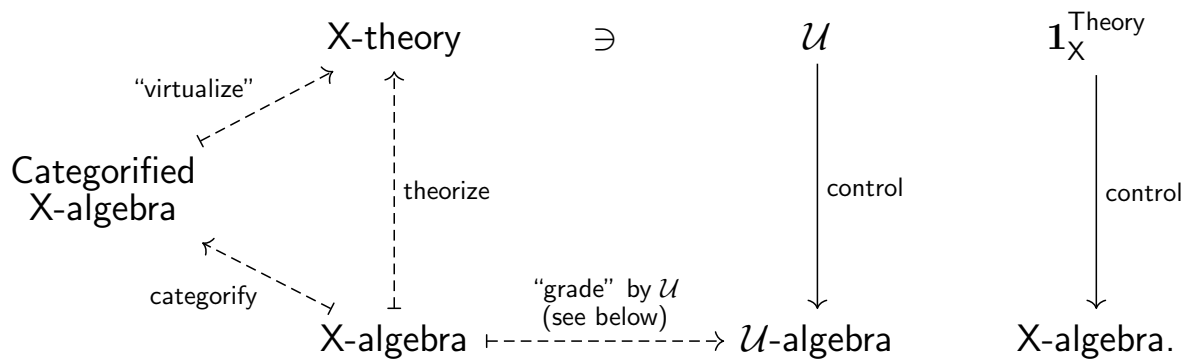 X-theory ∋ 𝒰 𝟏_X^Theory
“virtualize”
Categorified
X-algebra
theorize
control
control
categorify
“grade” by 𝒰
(see below)
X-algebra 𝒰-algebra X-algebra.